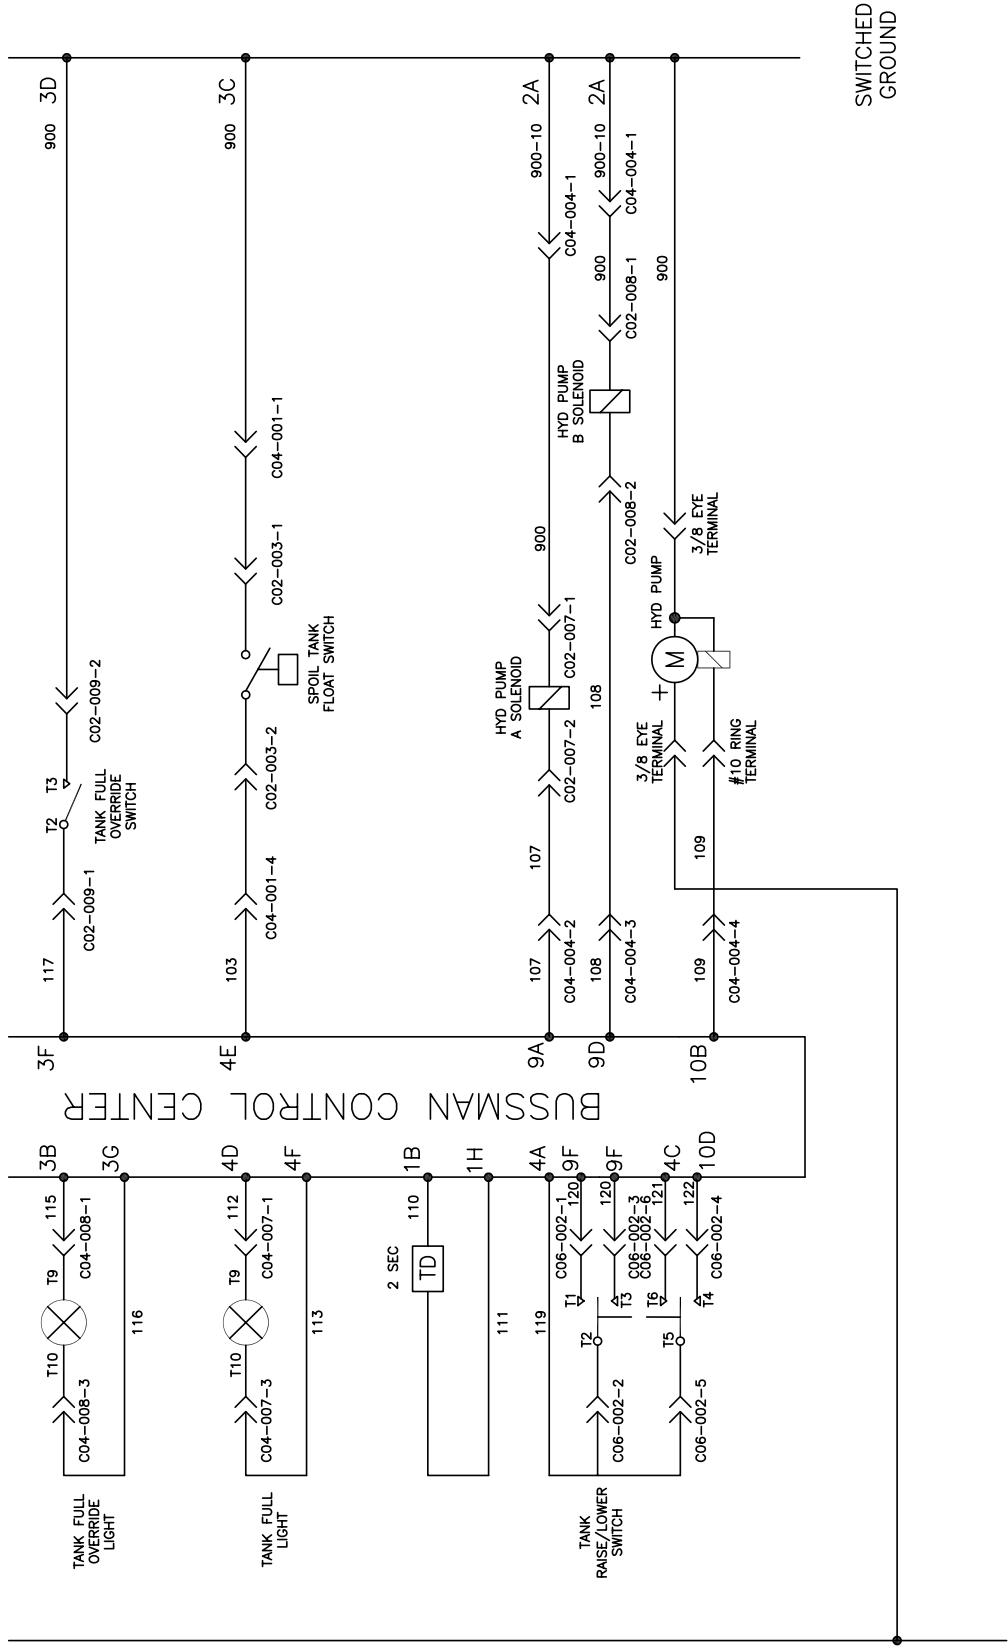 SWITCHED
GROUND
3D
900
C02-009-2
T3
T2
TANK FULL
OVERRIDE
SWITCH
C02-009-1
117
3F
3C
900
C04-001-1
C02-003-1
SPOIL TANK
FLOAT SWITCH
C02-003-2
C04-001-4
103
4E
2A
900-10
C04-004-1
900
C02-007-1
HYD PUMP
A SOLENOID
C02-007-2
107
107
C04-004-2
9A
2A
900-10
C04-004-1
900
C02-008-1
HYD PUMP
B SOLENOID
C02-008-2
108
108
C04-004-3
9D
900
3/8 EYE
TERMINAL
HYD PUMP
M
+
3/8 EYE
TERMINAL
#10 RING
TERMINAL
109
109
C04-004-4
10B
BUSSMAN CONTROL CENTER
3B
115
C04-008-1
T9
T10
C04-008-3
3G
116
TANK FULL
OVERRIDE
LIGHT
4D
112
C04-007-1
T9
T10
C04-007-3
4F
113
TANK FULL
LIGHT
1B
110
2 SEC
TD
1H
111
4A
119
9F
120
C06-002-1
T1
9F
120
C06-002-3
T3
T2
C06-002-2
4C
121
C06-002-6
T6
10D
122
C06-002-4
T4
T5
C06-002-5
TANK
RAISE/LOWER
SWITCH